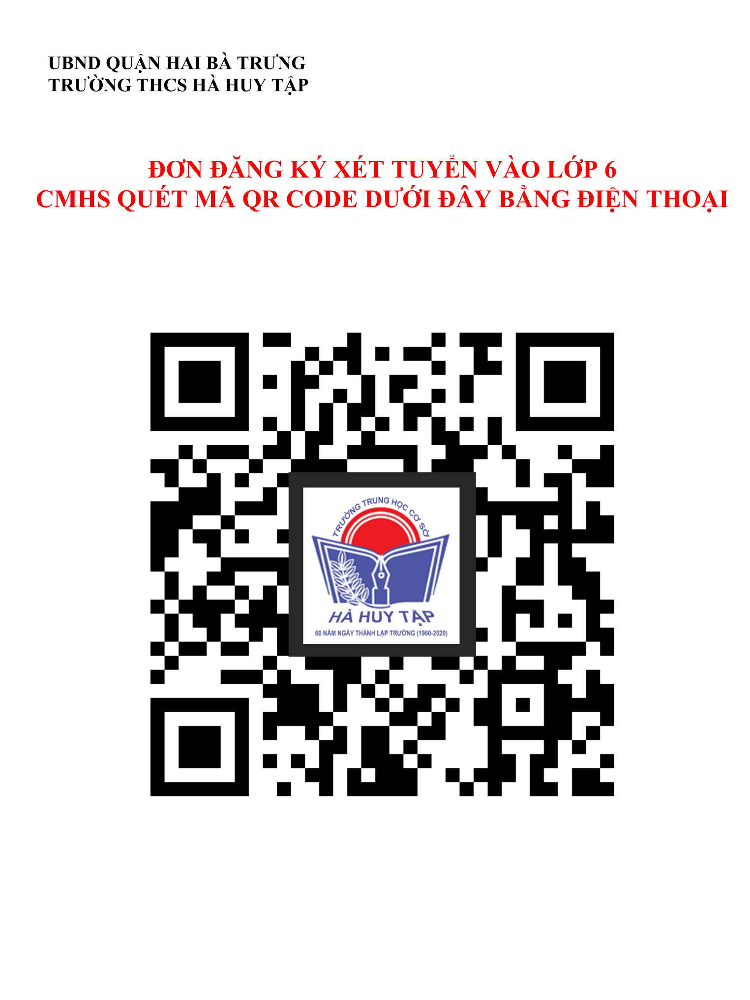 UBND QUẬN HAI BÀ TRƯNG
TRƯỜNG THCS HÀ HUY TẬP
ĐƠN ĐĂNG KÝ XÉT TUYỂN VÀO LỚP 6
CMHS QUÉT MÃ QR CODE DƯỚI ĐÂY BẰNG ĐIỆN THOẠI
TRƯỜNG TRUNG HỌC CƠ SỞ
HÀ HUY TẬP
60 NĂM NGÀY THÀNH LẬP TRƯỜNG (1960-2020)